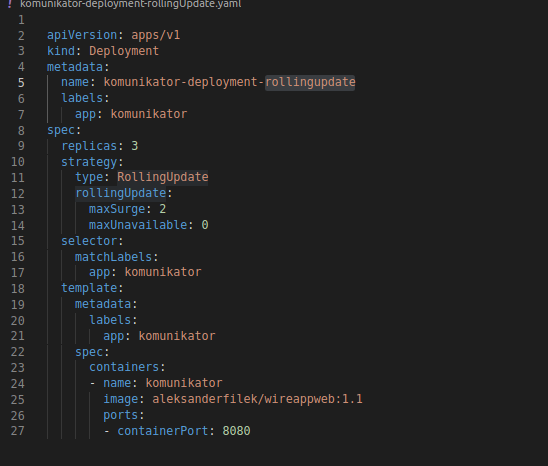 ! komunikator-deployment-rollingUpdate.yaml
1
2 apiVersion: apps/v1
3 kind: Deployment
4 metadata:
5   name: komunikator-deployment-rollingupdate
6   labels:
7     app: komunikator
8 spec:
9   replicas: 3
10   strategy:
11     type: RollingUpdate
12     rollingUpdate:
13       maxSurge: 2
14       maxUnavailable: 0
15   selector:
16     matchLabels:
17       app: komunikator
18   template:
19     metadata:
20       labels:
21         app: komunikator
22     spec:
23       containers:
24       - name: komunikator
25         image: aleksanderfilek/wireappweb:1.1
26         ports:
27         - containerPort: 8080